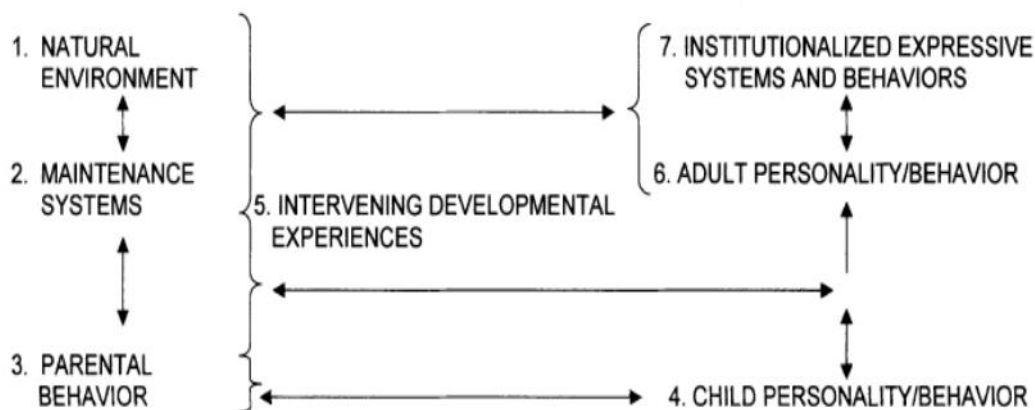 1. NATURAL
ENVIRONMENT
2. MAINTENANCE
SYSTEMS
3. PARENTAL
BEHAVIOR
5. INTERVENING DEVELOPMENTAL
EXPERIENCES
7. INSTITUTIONALIZED EXPRESSIVE
SYSTEMS AND BEHAVIORS
6. ADULT PERSONALITY/BEHAVIOR
4. CHILD PERSONALITY/BEHAVIOR